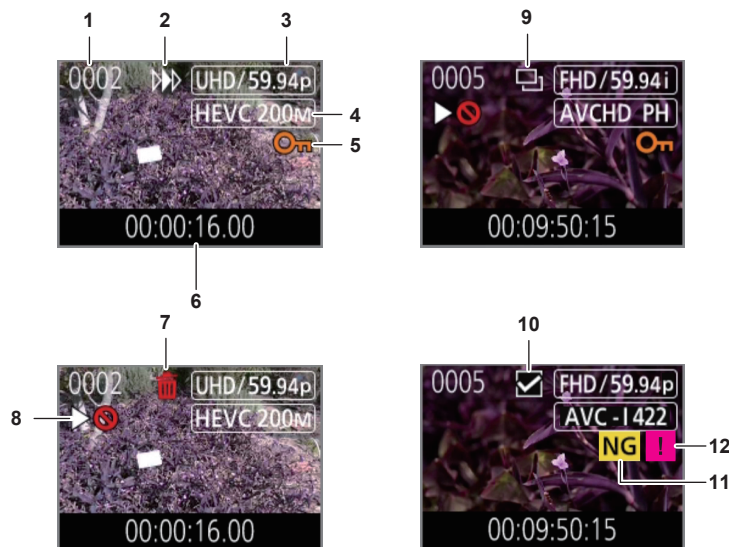 1 2 3
0002 UHD/59.94p
HEVC 200M
4
5
00:00:16.00
6
9
0005 FHD/59.94i
AVCHD PH
00:09:50:15
7
0002 UHD/59.94p
8
HEVC 200M
00:00:16.00
10
0005 FHD/59.94p
AVC-I 422
NG !
12
11
00:09:50:15